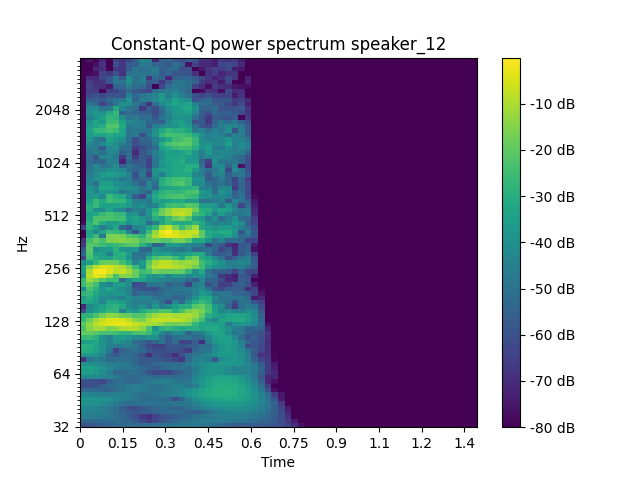 Constant-Q power spectrum speaker_12
Hz
2048
1024
512
256
128
64
32
0 0.15 0.3 0.45 0.6 0.75 0.9 1.1 1.2 1.4
Time
-10 dB
-20 dB
-30 dB
-40 dB
-50 dB
-60 dB
-70 dB
-80 dB